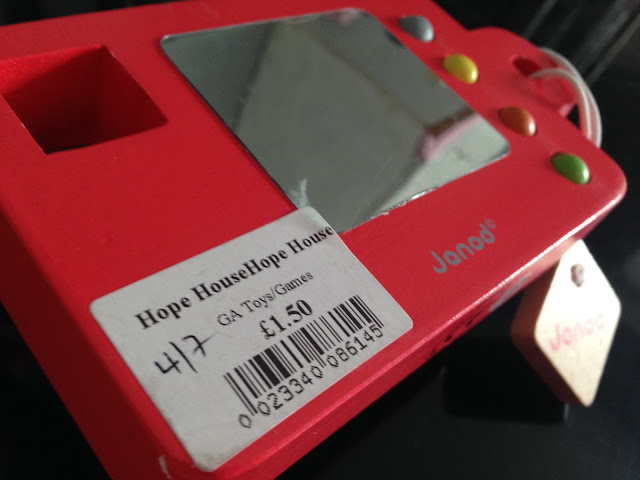 Hope HouseHope House
GA Toys/Games
£1.50
4/7
0 023340 086145
Janod®
Janod